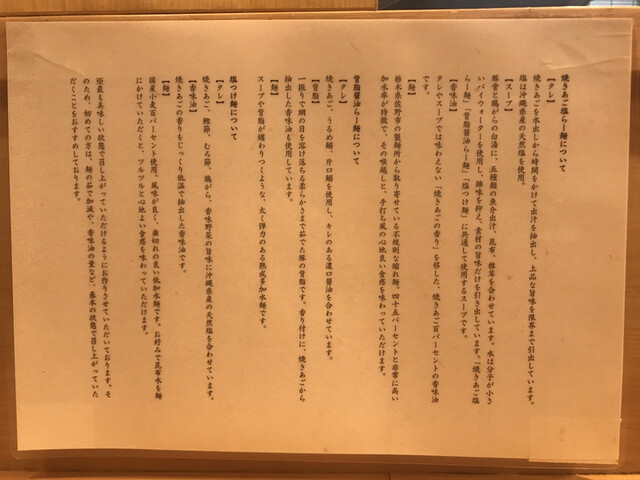 焼きあご塩らー麺について
【タレ】
焼きあごを水出しから時間をかけて出汁を抽出し、上品な旨味を限界まで引出しています。
塩は沖縄県産の天然塩を使用。
【スープ】
豚骨と鶏がらの白湯に、五種類の魚介出汁、昆布、椎茸を合わせています。水は分子が小さ
いパイウォーターを使用し、雑味を抑え、素材の旨味だけを引き出しています。「焼きあご塩
らー麺」「背脂醤油らー麺」「塩つけ麺」に共通して使用するスープです。
【香味油】
タレやスープでは味わえない「焼きあごの香り」を移した、焼きあご百パーセントの香味油
です。
【麺】
栃木県佐野の製麺所から取り寄せている不規則な縮れ麺。四十五パーセントと非常に高い
加水率が特徴で、その喉越しと、手打ち風の心地良い食感を味わっていただけます。
背脂醤油らー麺について
【タレ】
焼きあご、うるめ鰯、片口鰯を使用し、キレのある濃口醤油を合わせています。
【背脂】
一振りで網の目を溶け落ちる柔らかさまで茹でた豚の背脂です。香り付けに、焼きあごから
抽出した香味油も使用しています。
【麺】
スープや背脂が纏わりつくような、太く弾力のある熟成多加水麺です。
塩つけ麺について
【タレ】
焼きあご、鰹節、むろ節、鶏がら、香味野菜の旨味に沖縄県産の天然塩を合わせています。
【香味油】
焼きあごの香りをじっくり低温で抽出した香味油です。
【麺】
国産小麦百パーセント使用。風味が良く、歯切れの良い低加水麺です。お好みで昆布水を麺
にかけていただくと、ツルツルと心地よい食感を味わっていただけます。
※最も美味しい状態で召し上がっていただけるようにお作りさせていただいております。そ
のため、初めての方は、麺の茹で加減や、香味油の量など、基本の状態で召し上がっていた
だくことをおすすめしております。